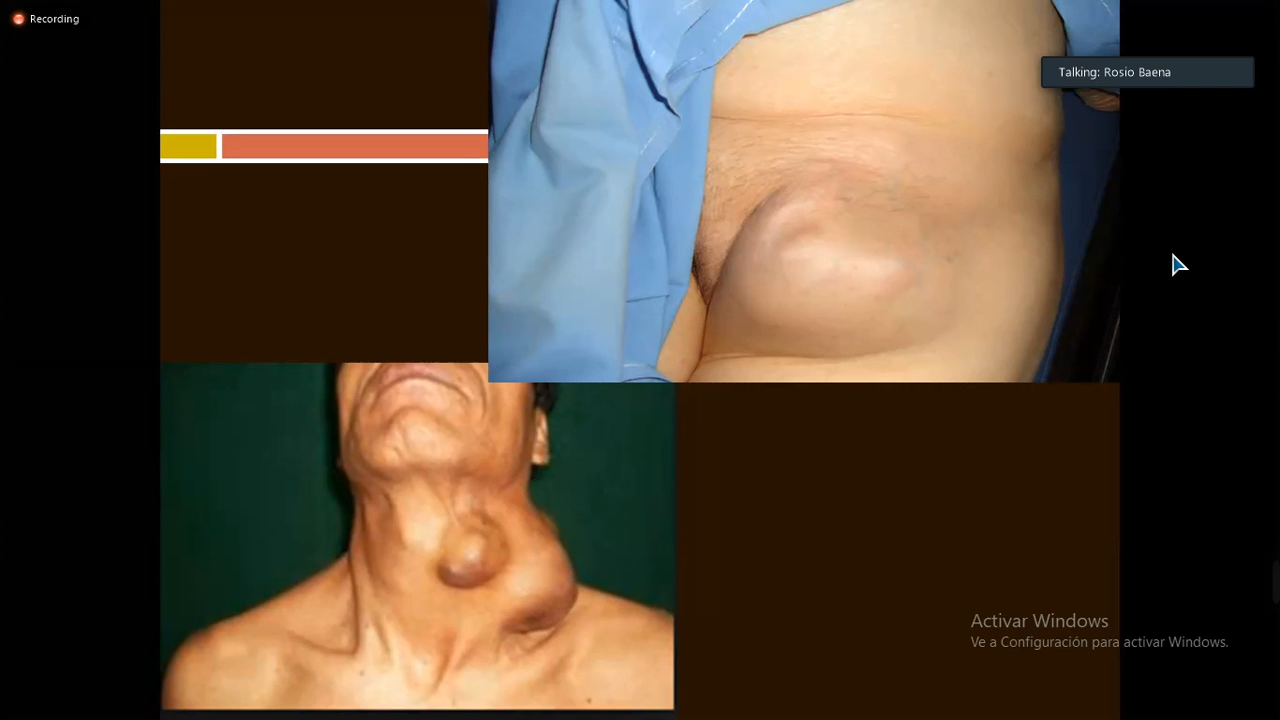 Recording
Talking: Rosio Baena
Activar Windows
Ve a Configuración para activar Windows.